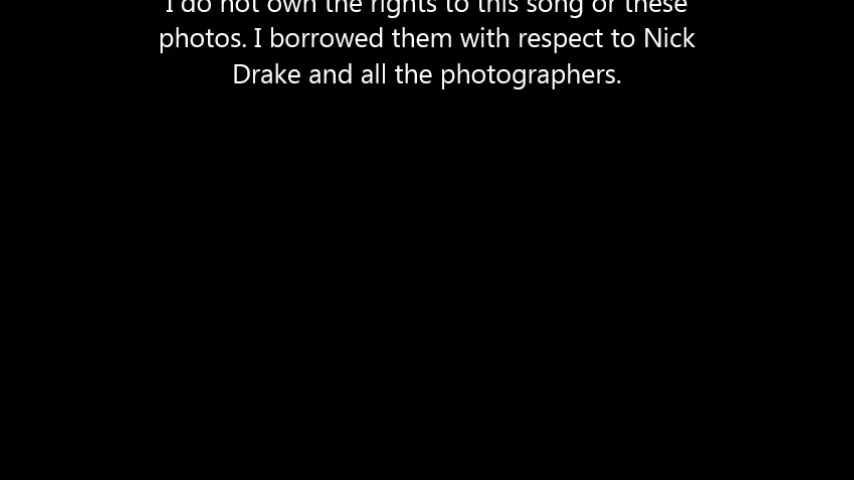 I do not own the rights to this song or these
photos. I borrowed them with respect to Nick
Drake and all the photographers.